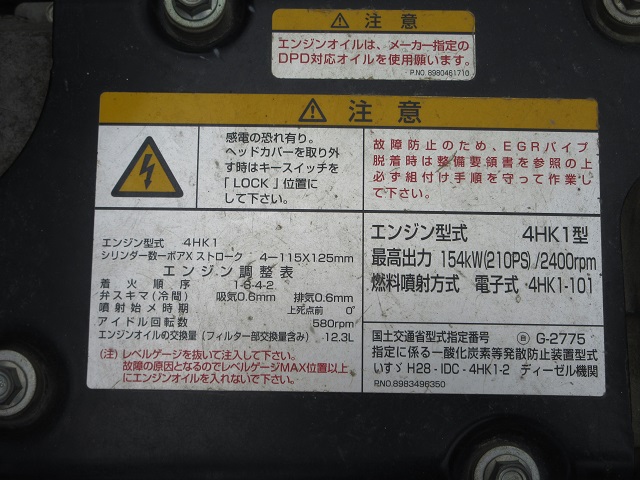 注意
エンジンオイルは、メーカー指定の
DPD対応オイルを使用願います。
P.NO. 8980461710
注意
感電の恐れ有り。
ヘッドカバーを取り外
す時はキースイッチを
「LOCK」位置に
して下さい。
故障防止のため、EGRパイプ
脱着時は整備要領書を参照の上
必ず組付け手順を守って作業し
て下さい。
エンジン型式 4HK1
シリンダー数ーボアXストローク 4-115X125mm
エンジン調整表
着火順序 1-3-4-2
弁スキマ(冷間) 吸気0.6mm 排気0.6mm
噴射始メ時期 上死点前 0°
アイドル回転数 580rpm
エンジンオイルの交換量(フィルター部交換量含み) 12.3L
(注)レベルゲージを抜いて注入して下さい。
故障の原因となるのでレベルゲージMAX位置以上
にエンジンオイルを入れないで下さい。
エンジン型式 4HK1型
最高出力 154kW(210PS)/2400rpm
燃料噴射方式 電子式 4HK1-101
国土交通省型式指定番号 G-2775
指定に係る一酸化炭素等発散防止装置型式
いすゞ H28-IDC-4HK1-2 ディーゼル機関
P.NO.8983496350